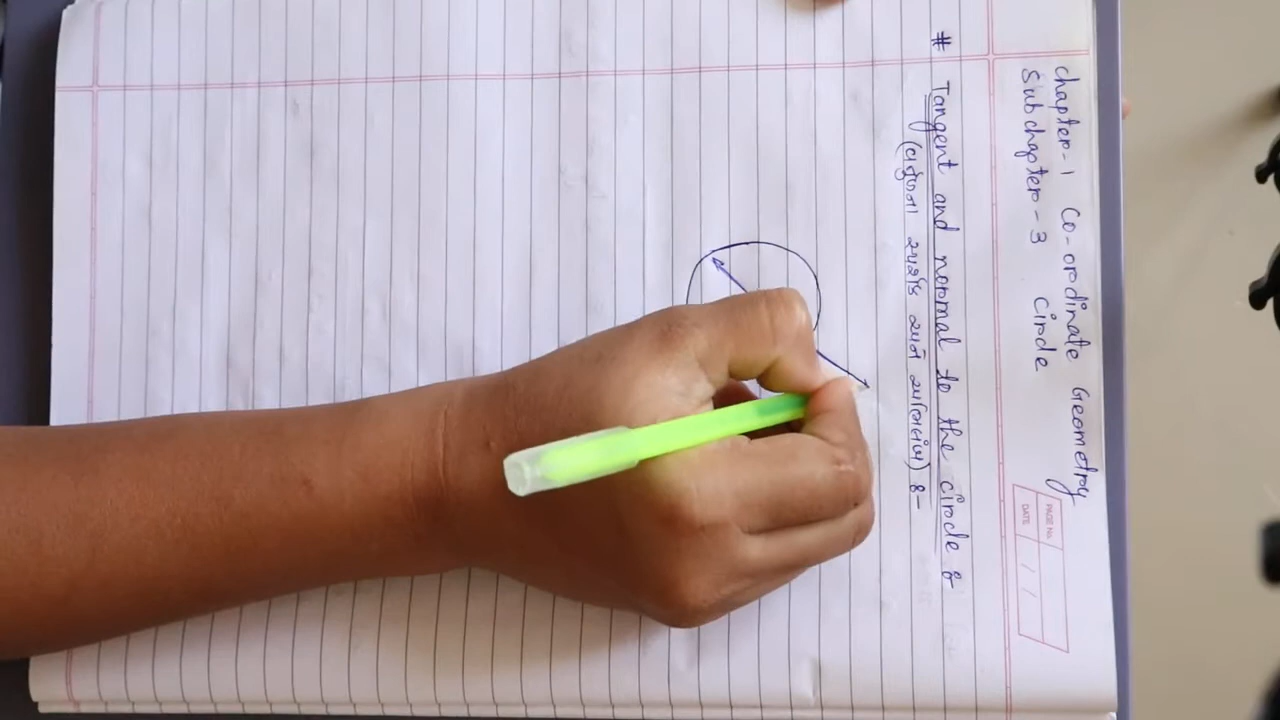 PAGE No.
DATE / /
Chapter-1 Co-ordinate Geometry
Subchapter-3 Circle
# Tangent and normal to the circle :-
(વર્તુળના સ્પર્શક અને અભિલંબ) :-